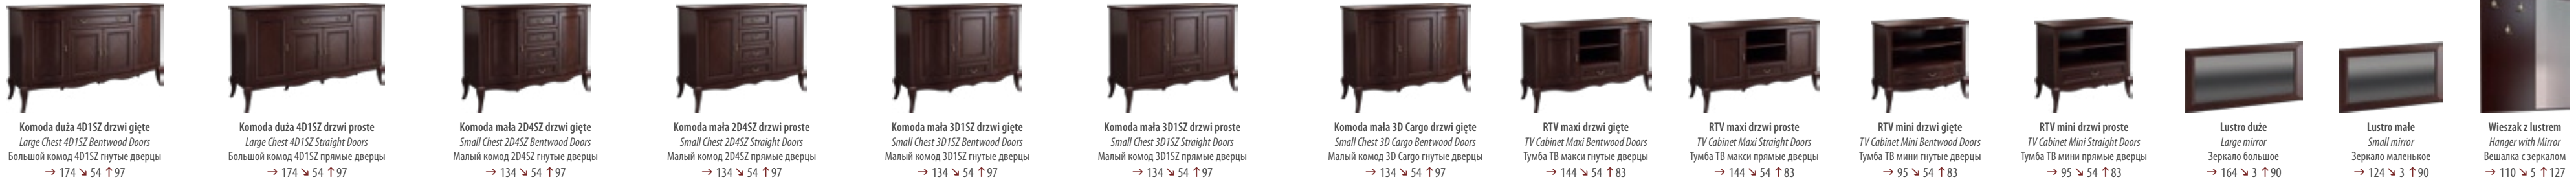 Komoda duża 4D1SZ drzwi gięte
Large Chest 4D1SZ Bentwood Doors
Большой комод 4D1SZ гнутые дверцы
→ 174 ↘ 54 ↑ 97
Komoda duża 4D1SZ drzwi proste
Large Chest 4D1SZ Straight Doors
Большой комод 4D1SZ прямые дверцы
→ 174 ↘ 54 ↑ 97
Komoda mała 2D4SZ drzwi gięte
Small Chest 2D4SZ Bentwood Doors
Малый комод 2D4SZ гнутые дверцы
→ 134 ↘ 54 ↑ 97
Komoda mała 2D4SZ drzwi proste
Small Chest 2D4SZ Straight Doors
Малый комод 2D4SZ прямые дверцы
→ 134 ↘ 54 ↑ 97
Komoda mała 3D1SZ drzwi gięte
Small Chest 3D1SZ Bentwood Doors
Малый комод 3D1SZ гнутые дверцы
→ 134 ↘ 54 ↑ 97
Komoda mała 3D1SZ drzwi proste
Small Chest 3D1SZ Straight Doors
Малый комод 3D1SZ прямые дверцы
→ 134 ↘ 54 ↑ 97
Komoda mała 3D Cargo drzwi gięte
Small Chest 3D Cargo Bentwood Doors
Малый комод 3D Cargo гнутые дверцы
→ 134 ↘ 54 ↑ 97
RTV maxi drzwi gięte
TV Cabinet Maxi Bentwood Doors
Тумба ТВ макси гнутые дверцы
→ 144 ↘ 54 ↑ 83
RTV maxi drzwi proste
TV Cabinet Maxi Straight Doors
Тумба ТВ макси прямые дверцы
→ 144 ↘ 54 ↑ 83
RTV mini drzwi gięte
TV Cabinet Mini Bentwood Doors
Тумба ТВ мини гнутые дверцы
→ 95 ↘ 54 ↑ 83
RTV mini drzwi proste
TV Cabinet Mini Straight Doors
Тумба ТВ мини прямые дверцы
→ 95 ↘ 54 ↑ 83
Lustro duże
Large mirror
Зеркало большое
→ 164 ↘ 3 ↑ 90
Lustro małe
Small mirror
Зеркало маленькое
→ 124 ↘ 3 ↑ 90
Wieszak z lustrem
Hanger with Mirror
Вешалка с зеркалом
→ 110 ↘ 5 ↑ 127